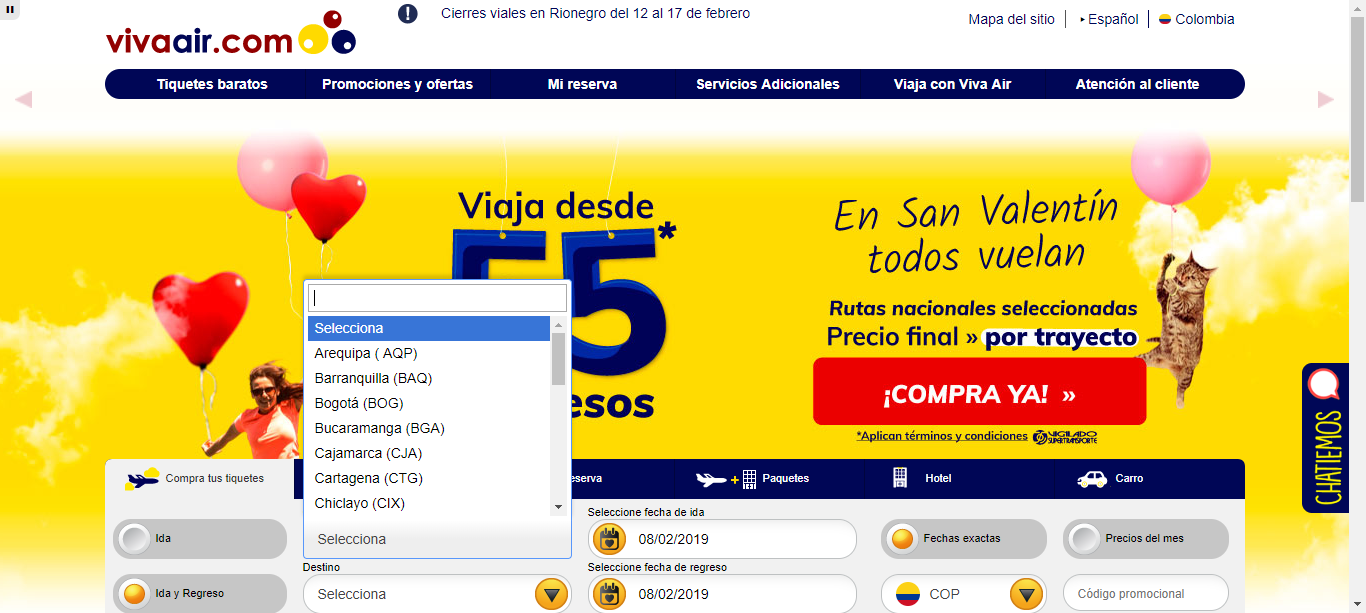 Cierres viales en Rionegro del 12 al 17 de febrero
Mapa del sitio
Español
Colombia
vivaair.com
Tiquetes baratos
Promociones y ofertas
Mi reserva
Servicios Adicionales
Viaja con Viva Air
Atención al cliente
Viaja desde
55*
esos
En San Valentín
todos vuelan
Rutas nacionales seleccionadas
Precio final » por trayecto
¡COMPRA YA! »
*Aplican términos y condiciones
VIGILADO
SUPERTRANSPORTE
CHATIEMOS
Selecciona
Arequipa ( AQP)
Barranquilla (BAQ)
Bogotá (BOG)
Bucaramanga (BGA)
Cajamarca (CJA)
Cartagena (CTG)
Chiclayo (CIX)
Selecciona
Compra tus tiquetes
eserva
Paquetes
Hotel
Carro
Ida
Seleccione fecha de ida
08/02/2019
Fechas exactas
Precios del mes
Ida y Regreso
Destino
Selecciona
Seleccione fecha de regreso
08/02/2019
COP
Código promocional